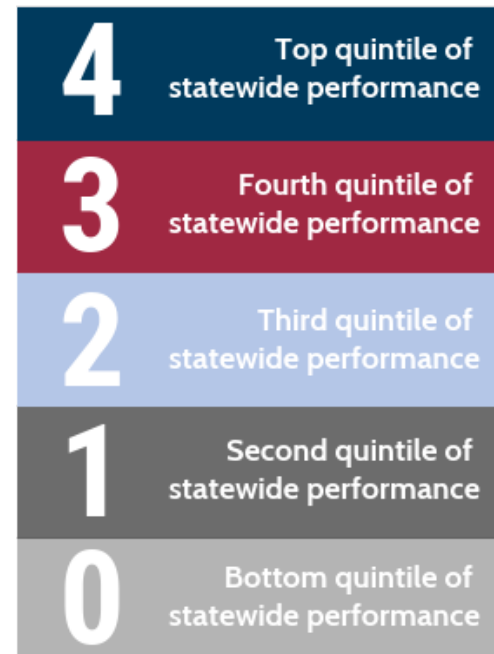 4
Top quintile of
statewide performance
3
Fourth quintile of
statewide performance
2
Third quintile of
statewide performance
1
Second quintile of
statewide performance
0
Bottom quintile of
statewide performance